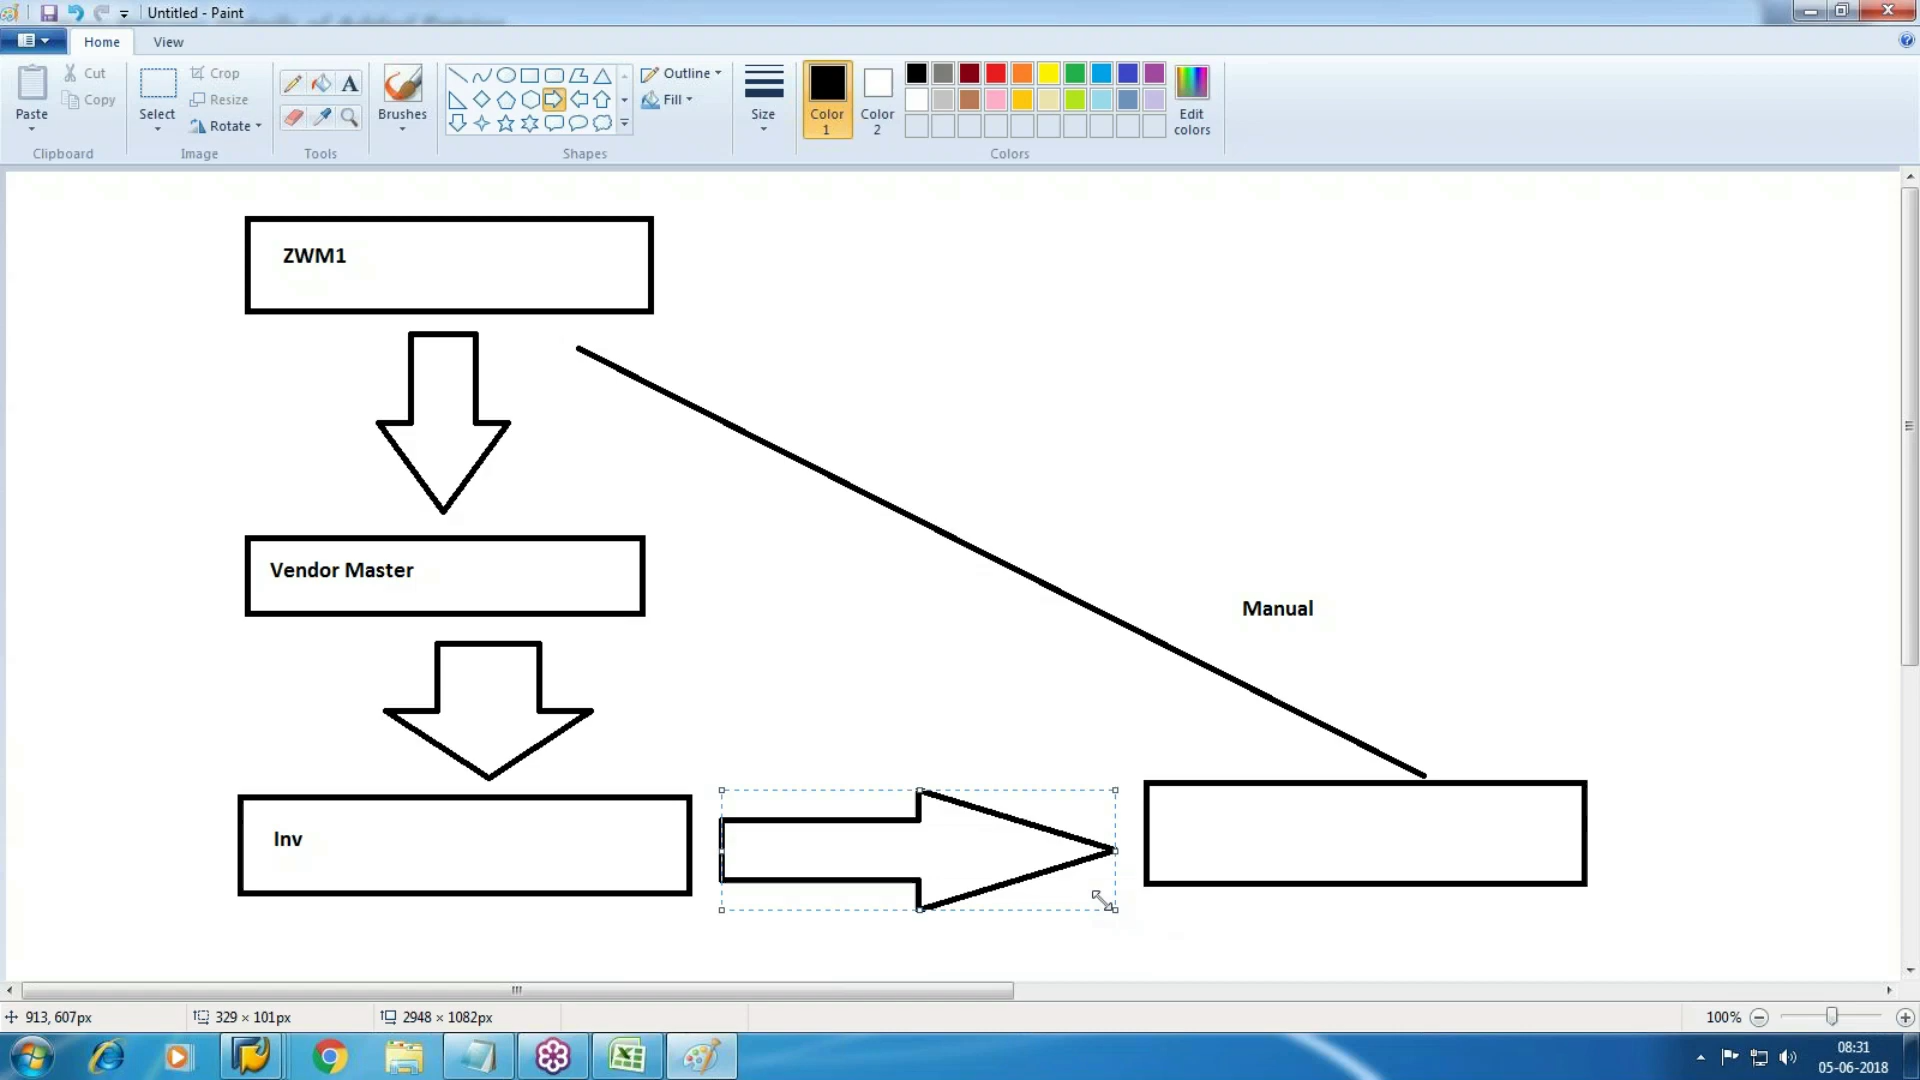 Untitled - Paint
Home
View
Paste
Cut
Copy
Clipboard
Select
Crop
Resize
Rotate
Image
A
Tools
Brushes
Outline
Fill
Shapes
Size
Color
1
Color
2
Edit
colors
Colors
ZWM1
Vendor Master
Manual
Inv
913, 607px
329 × 101px
2948 × 1082px
100%
08:31
05-06-2018